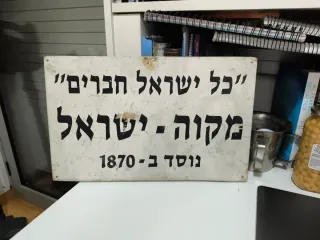 ״כל ישראל חברים״
מקוה - ישראל
נוסד ב - 1870